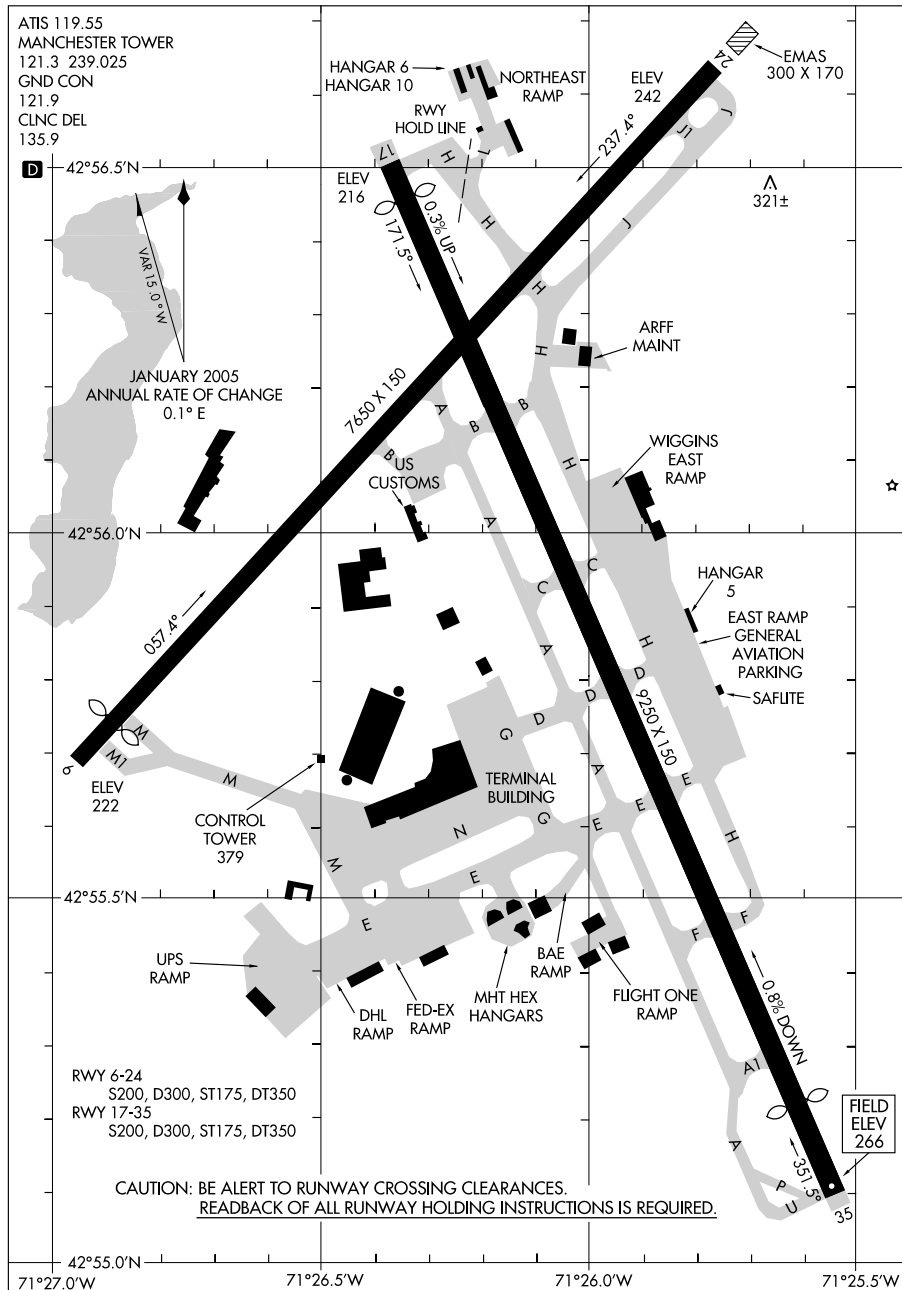 ATIS 119.55
MANCHESTER TOWER
121.3 239.025
GND CON
121.9
CLNC DEL
135.9
D
HANGAR 6
HANGAR 10
NORTHEAST
RAMP
RWY
HOLD LINE
ELEV
242
24
EMAS
300 X 170
237.4°
J
J1
J
321±
42°56.5'N
17
ELEV
216
H
L
H
H
H
H
0.3% UP
171.5°
VAR 15.0° W
JANUARY 2005
ANNUAL RATE OF CHANGE
0.1° E
7650 X 150
ARFF
MAINT
A
B
B
B
US
CUSTOMS
WIGGINS
EAST
RAMP
H
A
42°56.0'N
C
C
HANGAR
5
EAST RAMP
GENERAL
AVIATION
PARKING
SAFLITE
057.4°
A
H
D
D
D
D
G
9250 X 150
M
M1
M
6
ELEV
222
CONTROL
TOWER
379
TERMINAL
BUILDING
A
G
E
E
E
E
H
N
M
E
E
42°55.5'N
F
F
UPS
RAMP
DHL
RAMP
FED-EX
RAMP
MHT HEX
HANGARS
BAE
RAMP
FLIGHT ONE
RAMP
0.8% DOWN
A1
RWY 6-24
S200, D300, ST175, DT350
RWY 17-35
S200, D300, ST175, DT350
FIELD
ELEV
266
A
351.5°
P
U
35
CAUTION: BE ALERT TO RUNWAY CROSSING CLEARANCES.
READBACK OF ALL RUNWAY HOLDING INSTRUCTIONS IS REQUIRED.
42°55.0'N
71°27.0'W
71°26.5'W
71°26.0'W
71°25.5'W